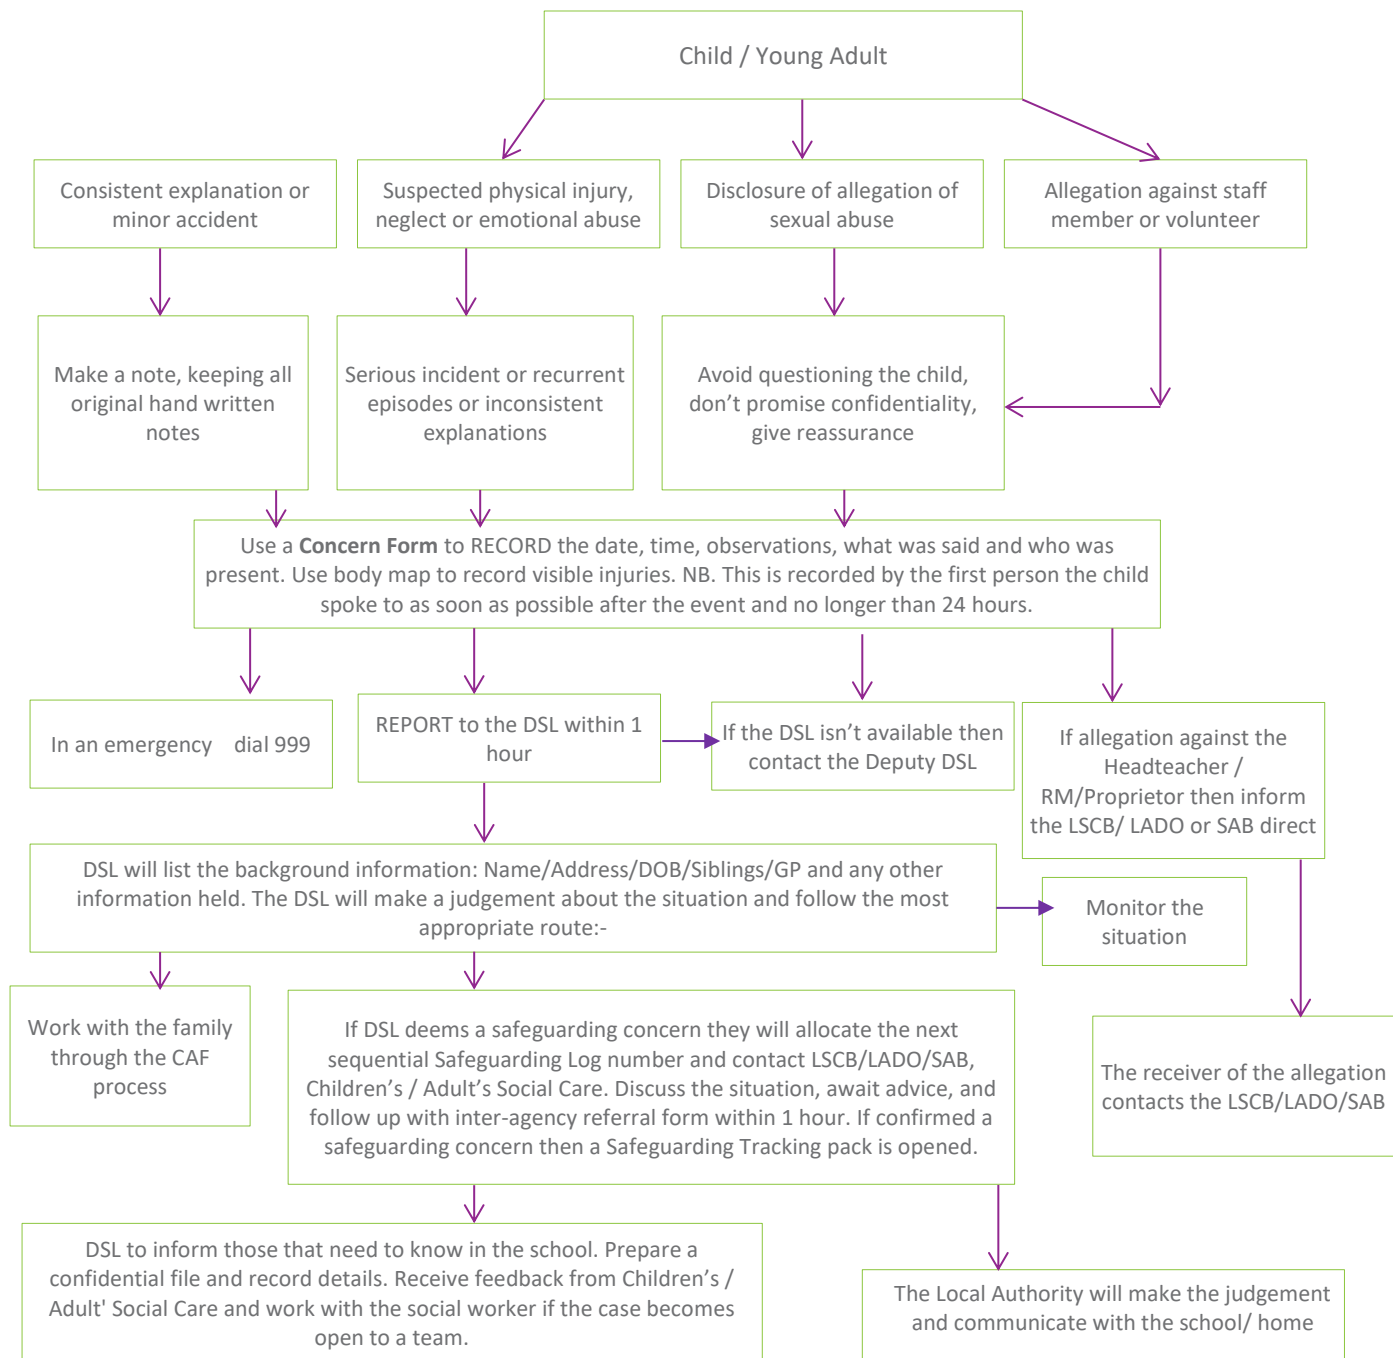 Child / Young Adult
Consistent explanation or
minor accident
Suspected physical injury,
neglect or emotional abuse
Disclosure of allegation of
sexual abuse
Allegation against staff
member or volunteer
Make a note, keeping all
original hand written
notes
Serious incident or recurrent
episodes or inconsistent
explanations
Avoid questioning the child,
don’t promise confidentiality,
give reassurance
Use a Concern Form to RECORD the date, time, observations, what was said and who was
present. Use body map to record visible injuries. NB. This is recorded by the first person the child
spoke to as soon as possible after the event and no longer than 24 hours.
In an emergency dial 999
REPORT to the DSL within 1
hour
If the DSL isn’t available then
contact the Deputy DSL
If allegation against the
Headteacher /
RM/Proprietor then inform
the LSCB/ LADO or SAB direct
DSL will list the background information: Name/Address/DOB/Siblings/GP and any other
information held. The DSL will make a judgement about the situation and follow the most
appropriate route:-
Monitor the
situation
Work with the family
through the CAF
process
If DSL deems a safeguarding concern they will allocate the next
sequential Safeguarding Log number and contact LSCB/LADO/SAB,
Children’s / Adult’s Social Care. Discuss the situation, await advice, and
follow up with inter-agency referral form within 1 hour. If confirmed a
safeguarding concern then a Safeguarding Tracking pack is opened.
The receiver of the allegation
contacts the LSCB/LADO/SAB
DSL to inform those that need to know in the school. Prepare a
confidential file and record details. Receive feedback from Children’s /
Adult' Social Care and work with the social worker if the case becomes
open to a team.
The Local Authority will make the judgement
and communicate with the school/ home